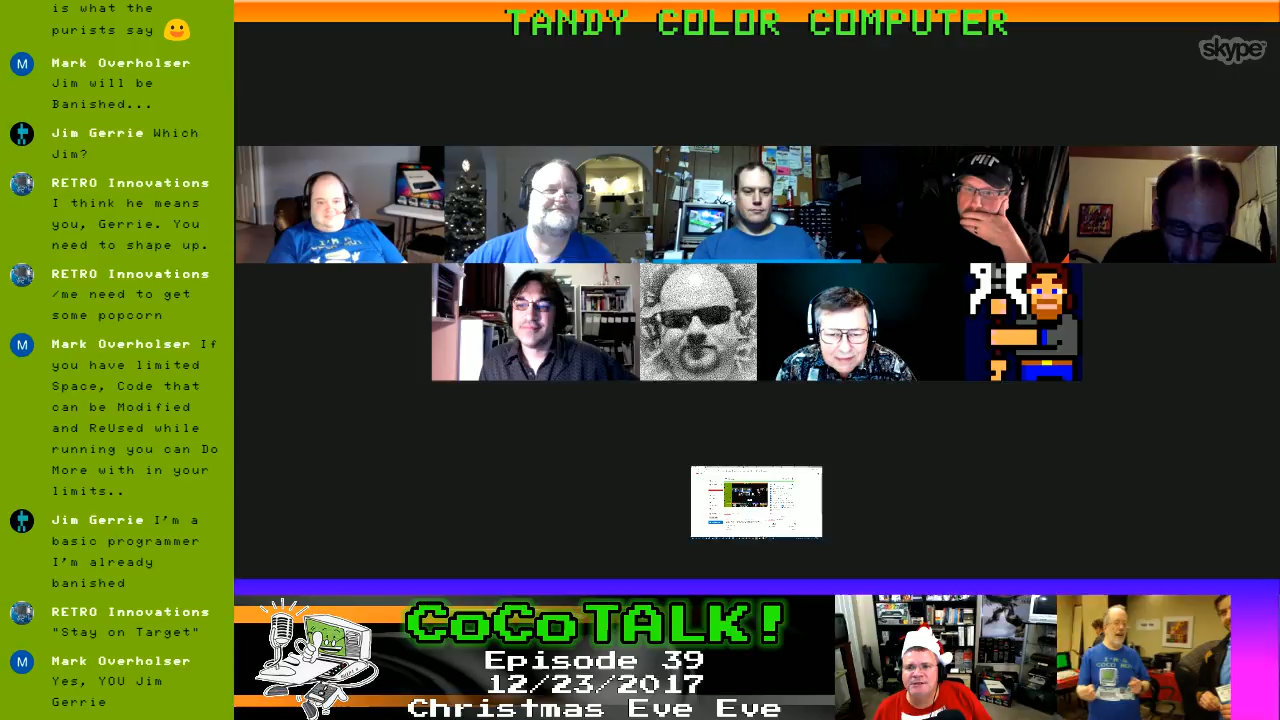 is what the
purists say
Mark Overholser
Jim will be
Banished...
Jim Gerrie Which
Jim?
RETRO Innovations
I think he means
you, Gerrie. You
need to shape up.
RETRO Innovations
/me need to get
some popcorn
Mark Overholser If
you have limited
Space, Code that
can be Modified
and ReUsed while
running you can Do
More with in your
limits..
Jim Gerrie I'm a
basic programmer
I'm already
banished
RETRO Innovations
"Stay on Target"
Mark Overholser
Yes, YOU Jim
Gerrie
M
M
M
TANDY COLOR COMPUTER
skype
MIT
CoCoTALK!
Episode 39
12/23/2017
Christmas Eve Eve